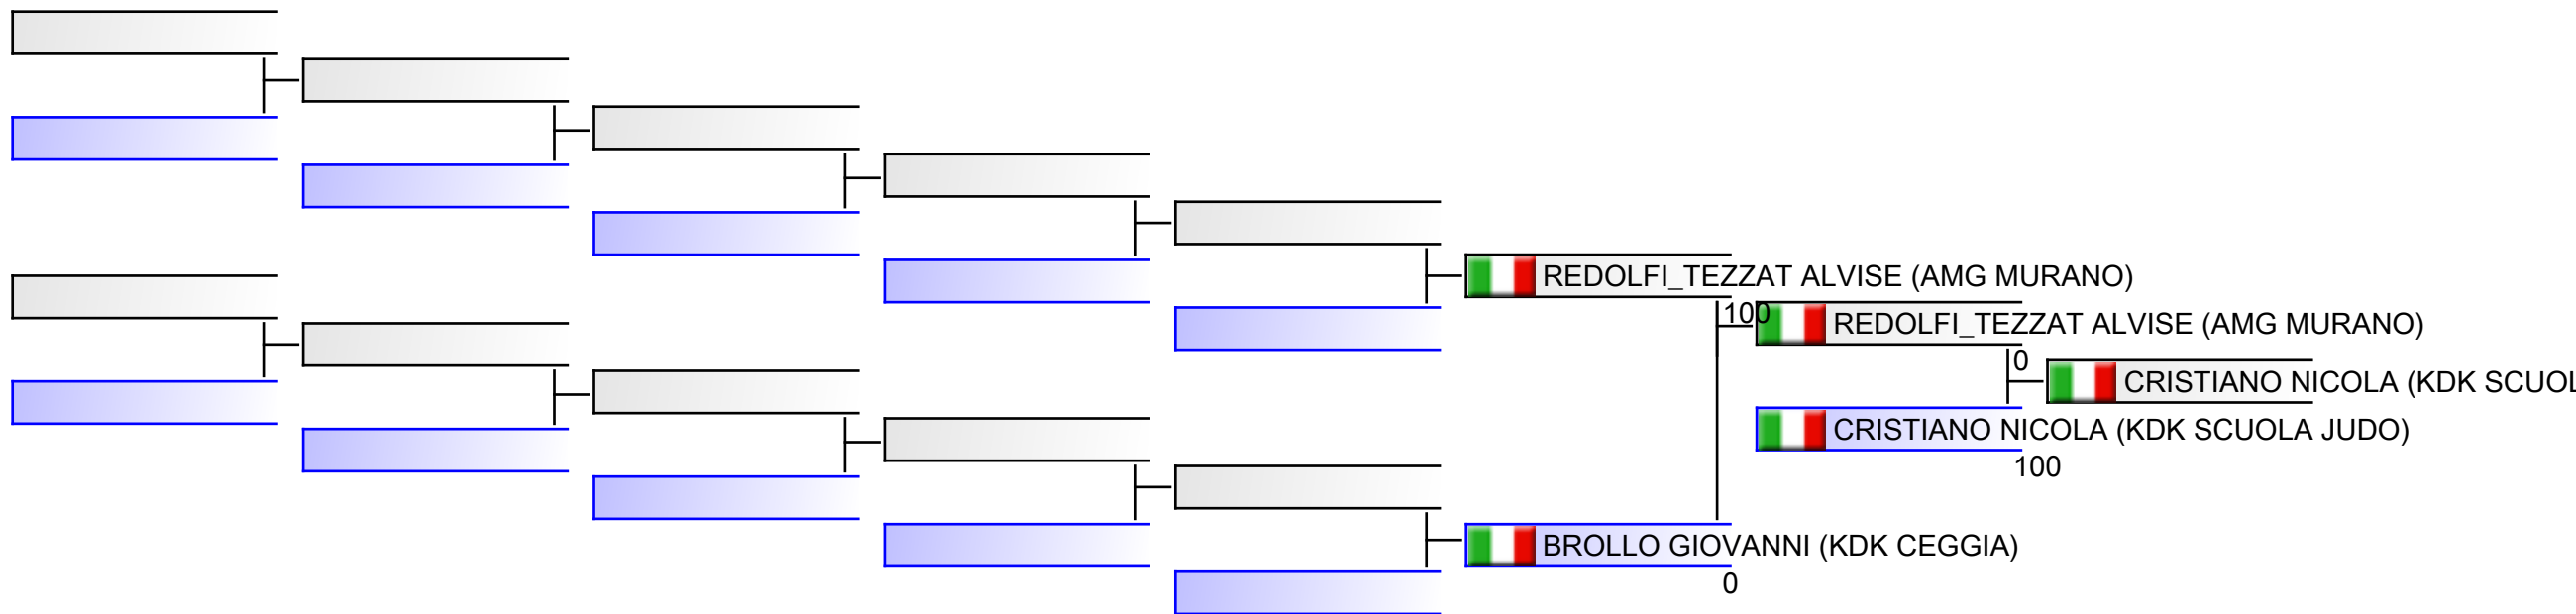 REDOLFI_TEZZAT ALVISE (AMG MURANO)
100
REDOLFI_TEZZAT ALVISE (AMG MURANO)
0
CRISTIANO NICOLA (KDK SCUOL
CRISTIANO NICOLA (KDK SCUOLA JUDO)
100
BROLLO GIOVANNI (KDK CEGGIA)
0